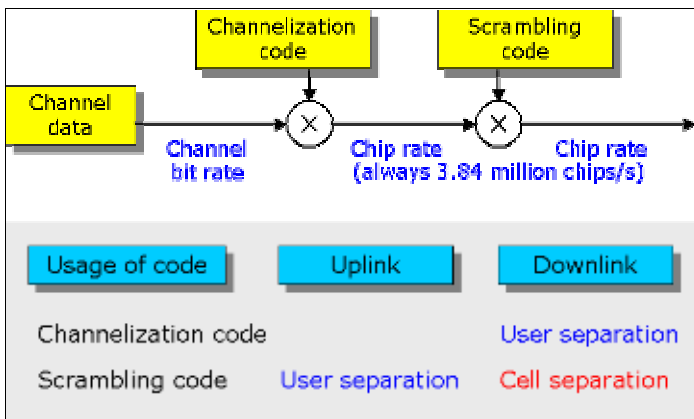 Channelization code
Scrambling code
Channel data
×
×
Channel bit rate
Chip rate
Chip rate
(always 3.84 million chips/s)
Usage of code
Uplink
Downlink
Channelization code
User separation
Scrambling code
User separation
Cell separation